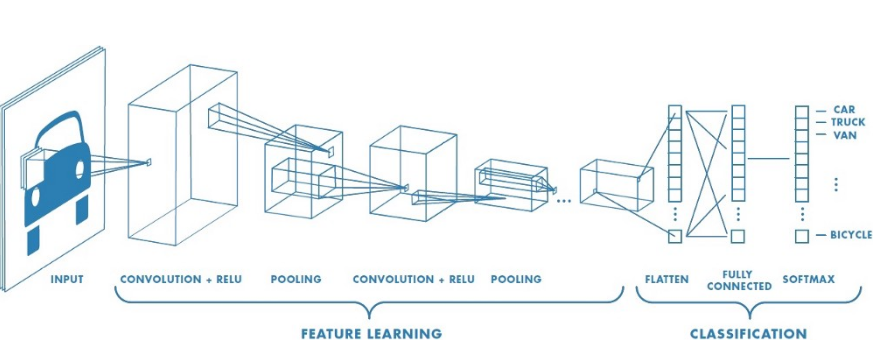 CAR
TRUCK
VAN
BICYCLE
INPUT
CONVOLUTION + RELU
POOLING
CONVOLUTION + RELU
POOLING
FLATTEN
FULLY
CONNECTED
SOFTMAX
FEATURE LEARNING
CLASSIFICATION